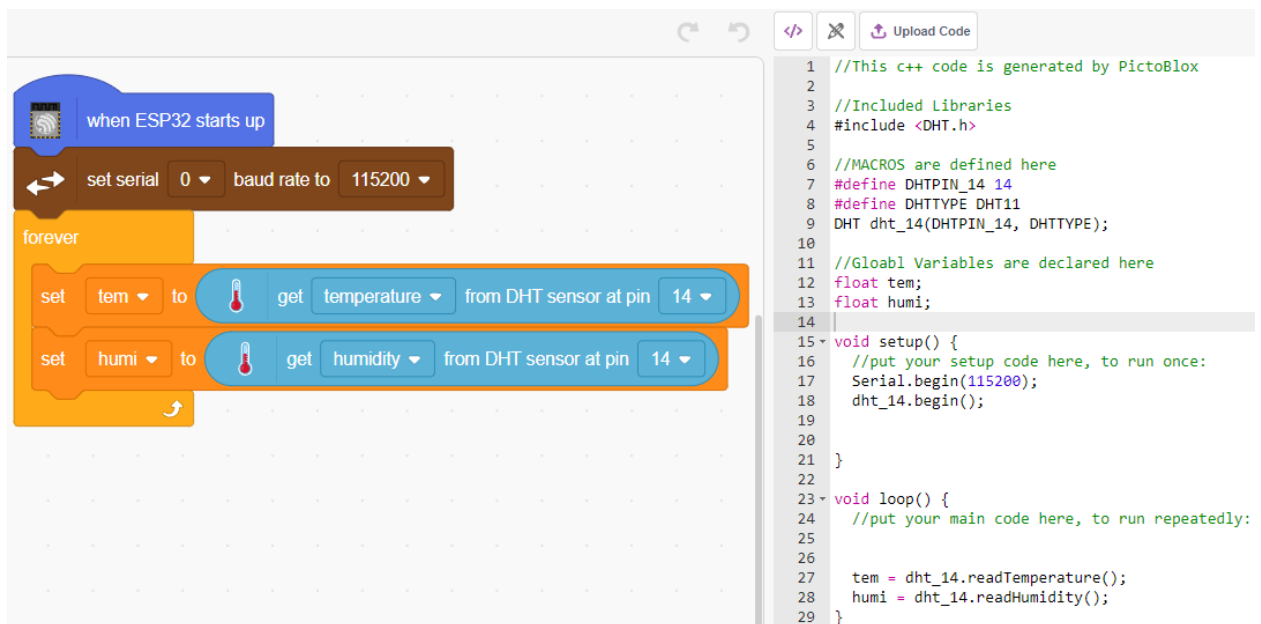 Upload Code
when ESP32 starts up
set serial 0 baud rate to 115200
forever
set tem to get temperature from DHT sensor at pin 14
set humi to get humidity from DHT sensor at pin 14
1 //This c++ code is generated by PictoBlox
2
3 //Included Libraries
4 #include <DHT.h>
5
6 //MACROS are defined here
7 #define DHTPIN_14 14
8 #define DHTTYPE DHT11
9 DHT dht_14(DHTPIN_14, DHTTYPE);
10
11 //Gloabl Variables are declared here
12 float tem;
13 float humi;
14
15 void setup() {
16 //put your setup code here, to run once:
17 Serial.begin(115200);
18 dht_14.begin();
19
20
21 }
22
23 void loop() {
24 //put your main code here, to run repeatedly:
25
26
27 tem = dht_14.readTemperature();
28 humi = dht_14.readHumidity();
29 }